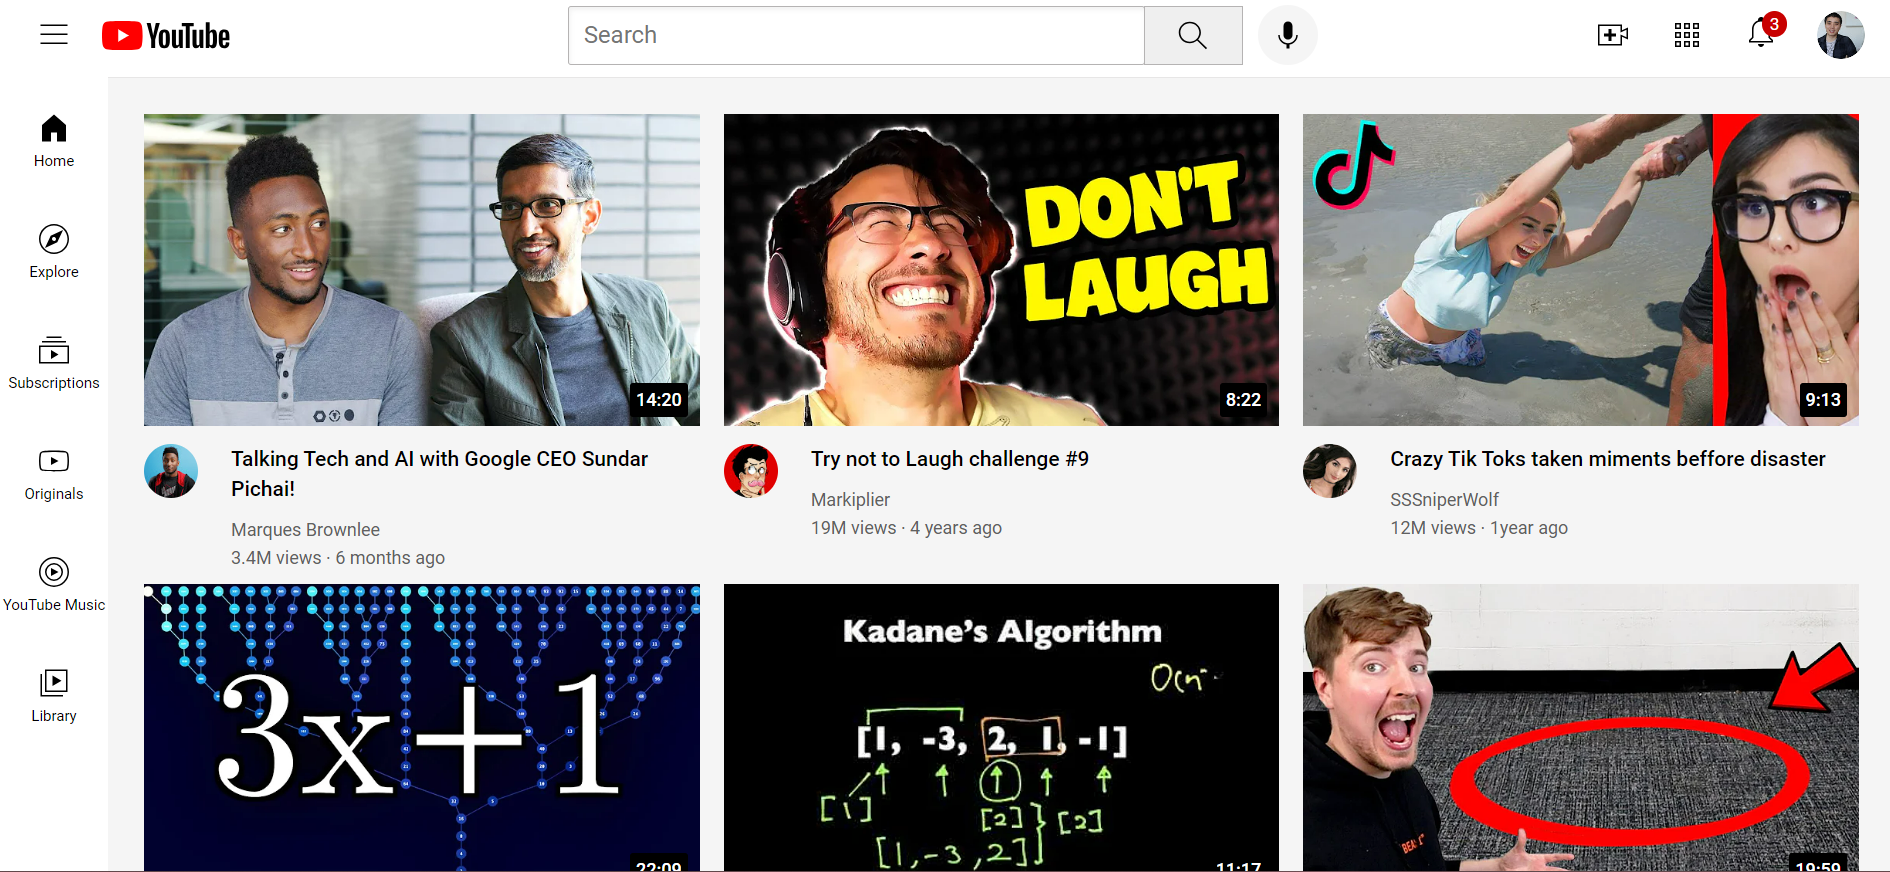 YouTube
Search
3
Home
Explore
Subscriptions
Originals
YouTube Music
Library
14:20
Talking Tech and AI with Google CEO Sundar
Pichai!
Marques Brownlee
3.4M views · 6 months ago
DON'T
LAUGH
8:22
Try not to Laugh challenge #9
Markiplier
19M views · 4 years ago
9:13
Crazy Tik Toks taken miments beffore disaster
SSSniperWolf
12M views · 1year ago
3x+1
22:09
Kadane's Algorithm
[1, -3, 2, 1, -1]
[1]
[2]
[2]
[1,-3,2]
11:17
19:59